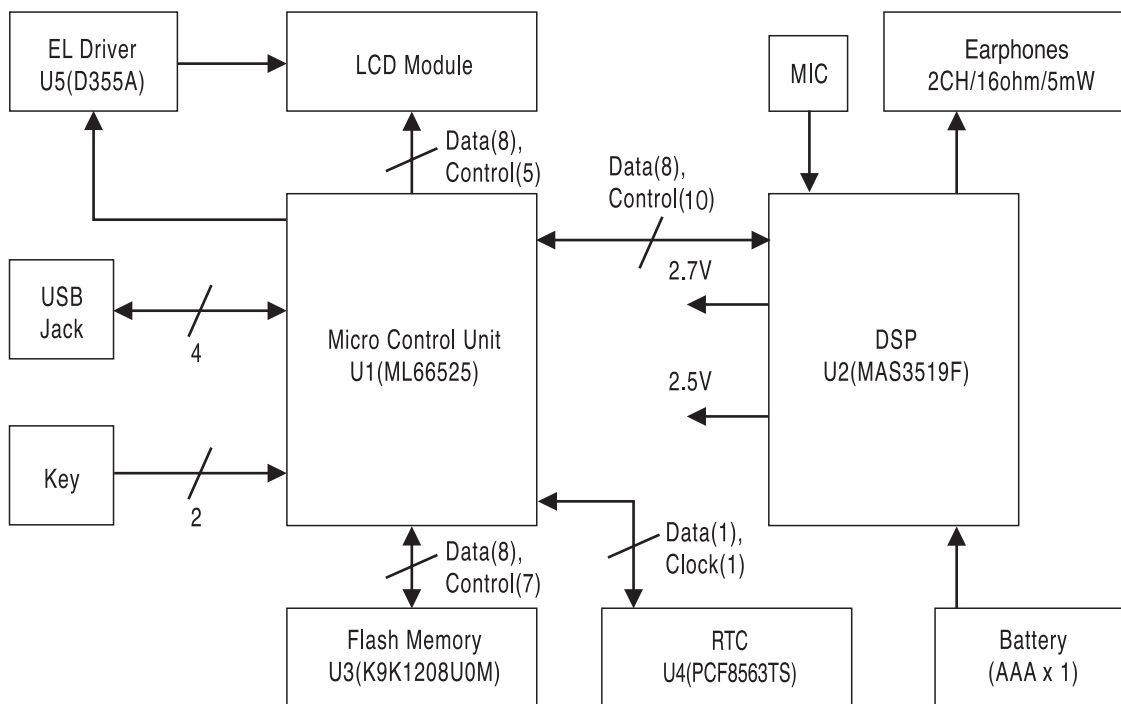 EL Driver
U5(D355A)
LCD Module
MIC
Earphones
2CH/16ohm/5mW
Data(8),
Control(5)
Data(8),
Control(10)
2.7V
USB
Jack
4
Micro Control Unit
U1(ML66525)
DSP
U2(MAS3519F)
2.5V
Key
2
Data(8),
Control(7)
Data(1),
Clock(1)
Flash Memory
U3(K9K1208U0M)
RTC
U4(PCF8563TS)
Battery
(AAA x 1)